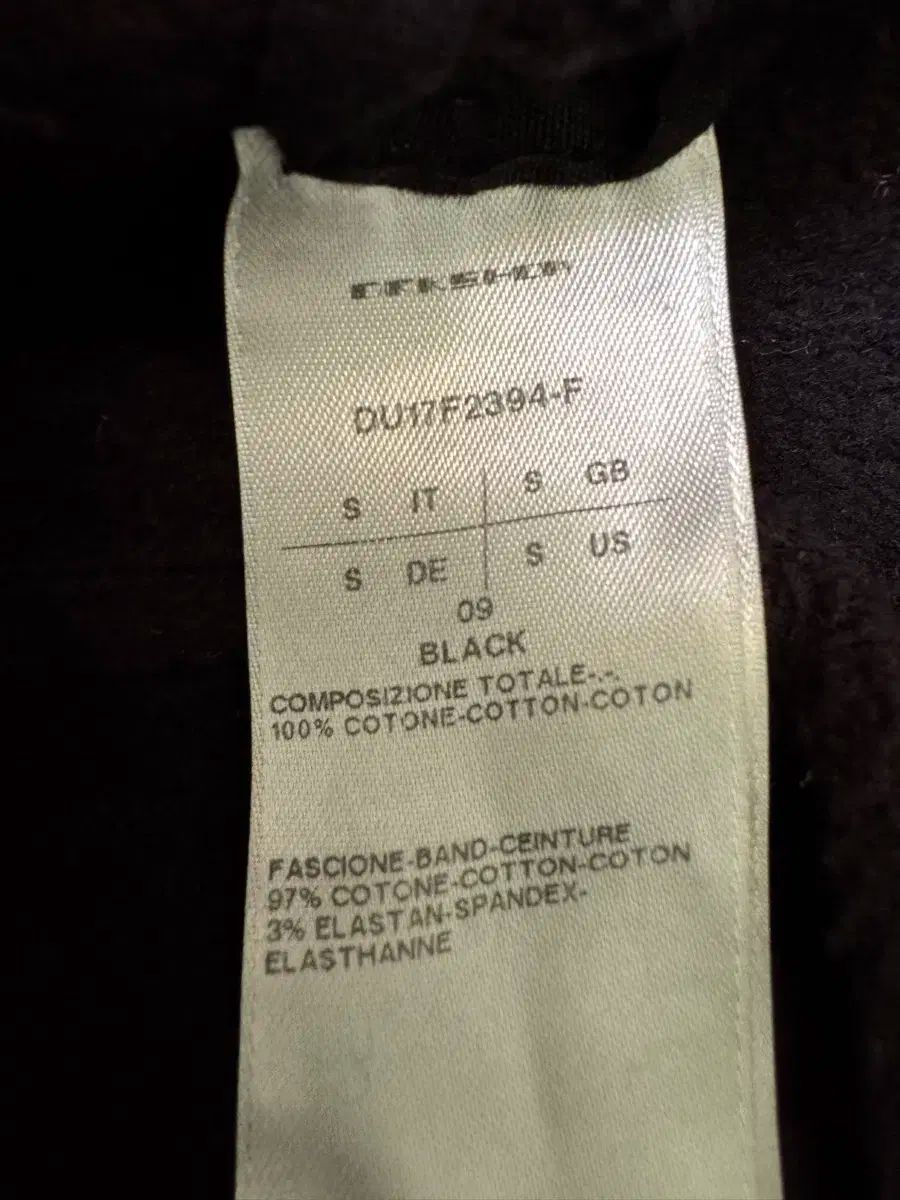 DRKSHDW
DU17F2394-F
S IT S GB
S DE S US
09
BLACK
COMPOSIZIONE TOTALE-.-.
100% COTONE-COTTON-COTON
FASCIONE-BAND-CEINTURE
97% COTONE-COTTON-COTON
3% ELASTAN-SPANDEX-
ELASTHANNE